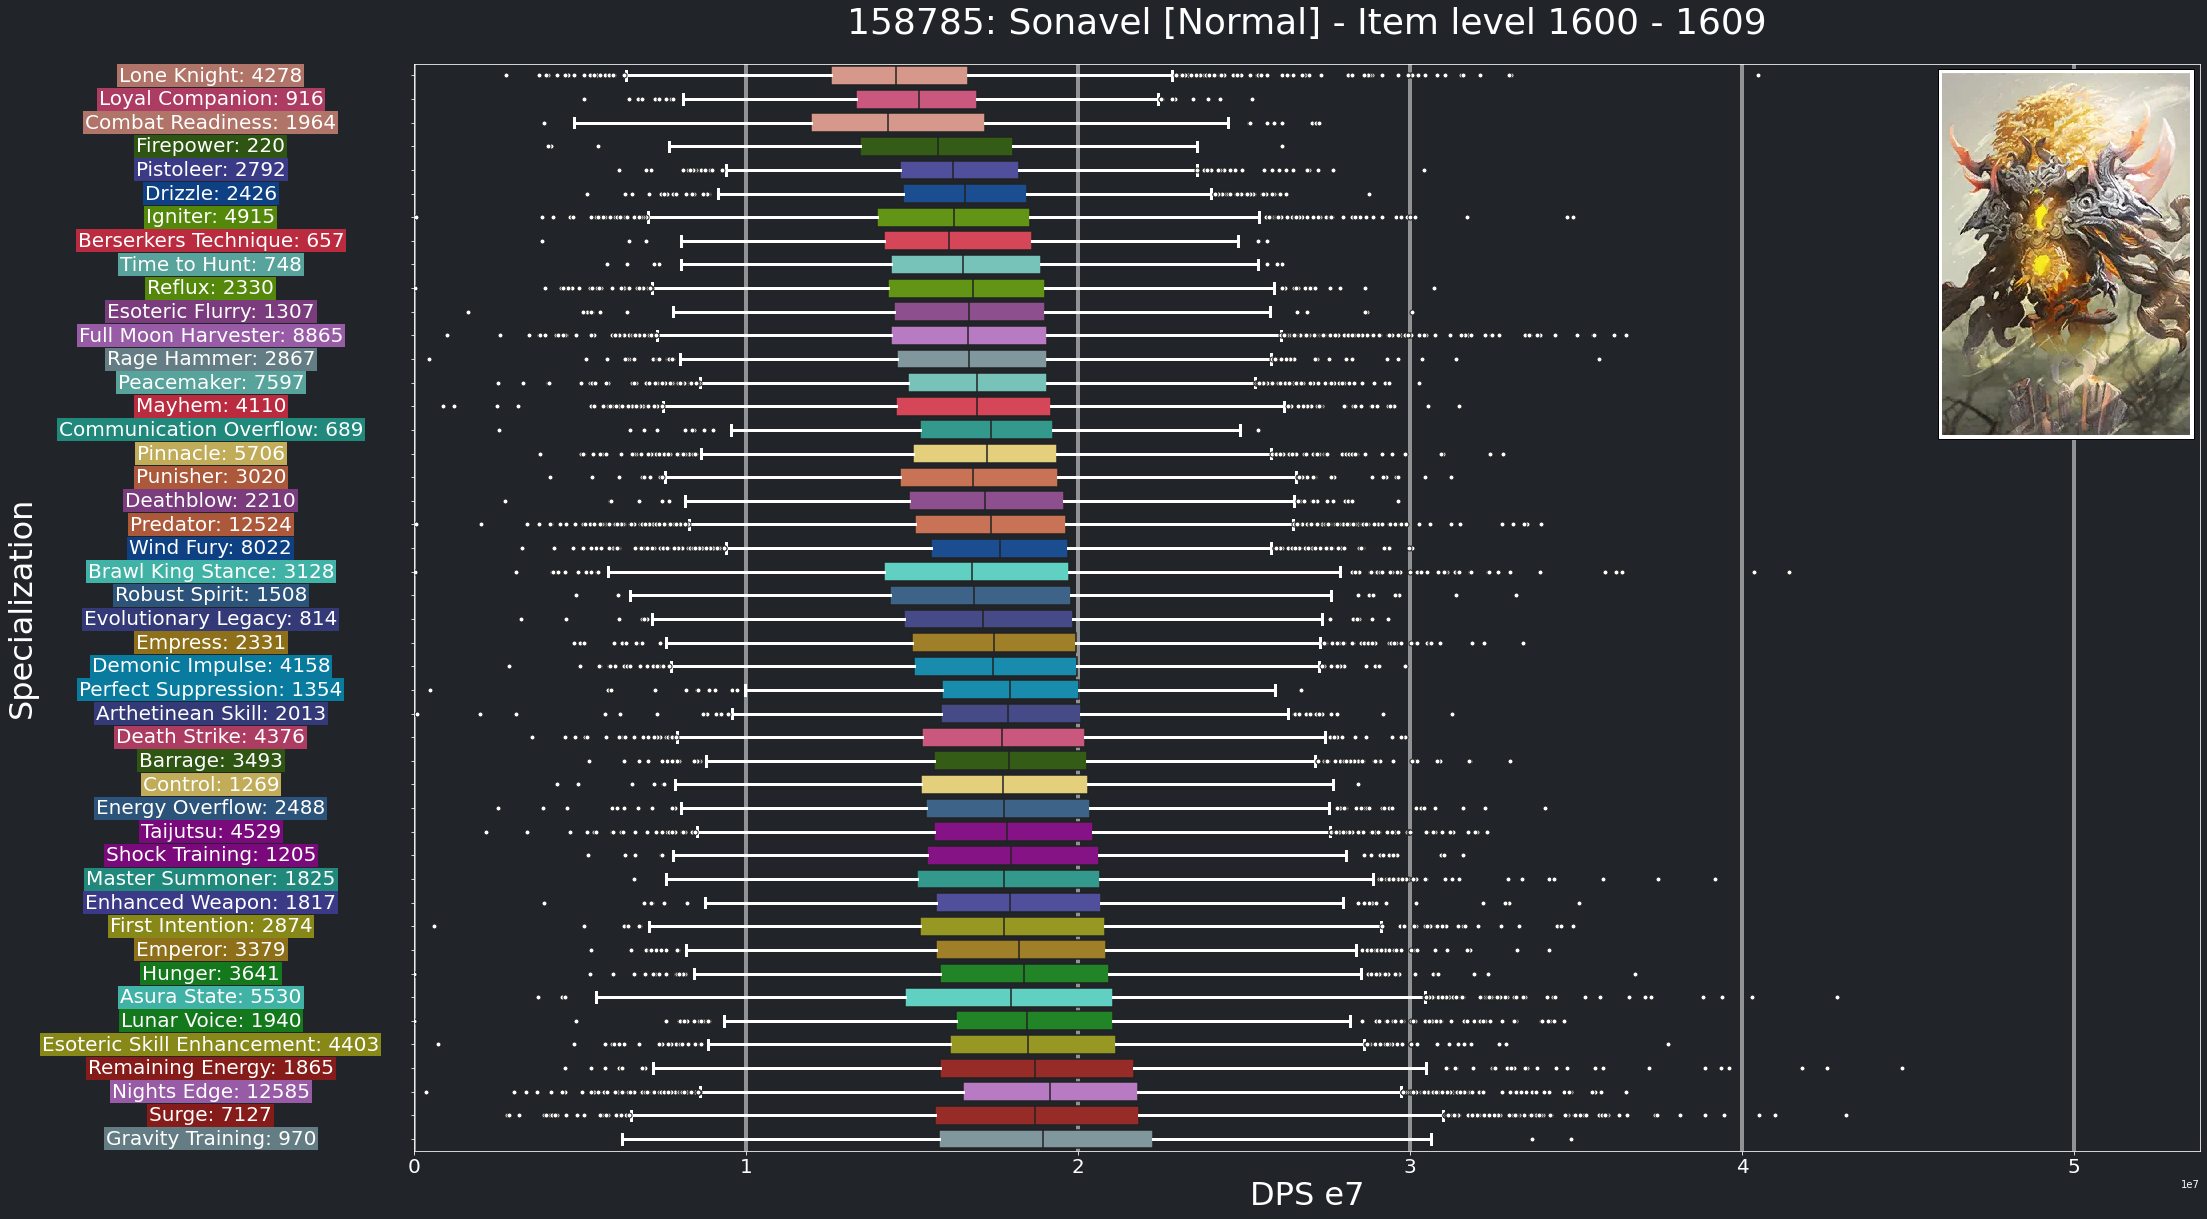 158785: Sonavel [Normal] - Item level 1600 - 1609
Lone Knight: 4278
Loyal Companion: 916
Combat Readiness: 1964
Firepower: 220
Pistoleer: 2792
Drizzle: 2426
Igniter: 4915
Berserkers Technique: 657
Time to Hunt: 748
Reflux: 2330
Esoteric Flurry: 1307
Full Moon Harvester: 8865
Rage Hammer: 2867
Peacemaker: 7597
Mayhem: 4110
Communication Overflow: 689
Pinnacle: 5706
Punisher: 3020
Deathblow: 2210
Predator: 12524
Wind Fury: 8022
Brawl King Stance: 3128
Robust Spirit: 1508
Evolutionary Legacy: 814
Empress: 2331
Demonic Impulse: 4158
Perfect Suppression: 1354
Arthetinean Skill: 2013
Death Strike: 4376
Barrage: 3493
Control: 1269
Energy Overflow: 2488
Taijutsu: 4529
Shock Training: 1205
Master Summoner: 1825
Enhanced Weapon: 1817
First Intention: 2874
Emperor: 3379
Hunger: 3641
Asura State: 5530
Lunar Voice: 1940
Esoteric Skill Enhancement: 4403
Remaining Energy: 1865
Nights Edge: 12585
Surge: 7127
Gravity Training: 970
Specialization
0 1 2 3 4 5
DPS e7
1e7